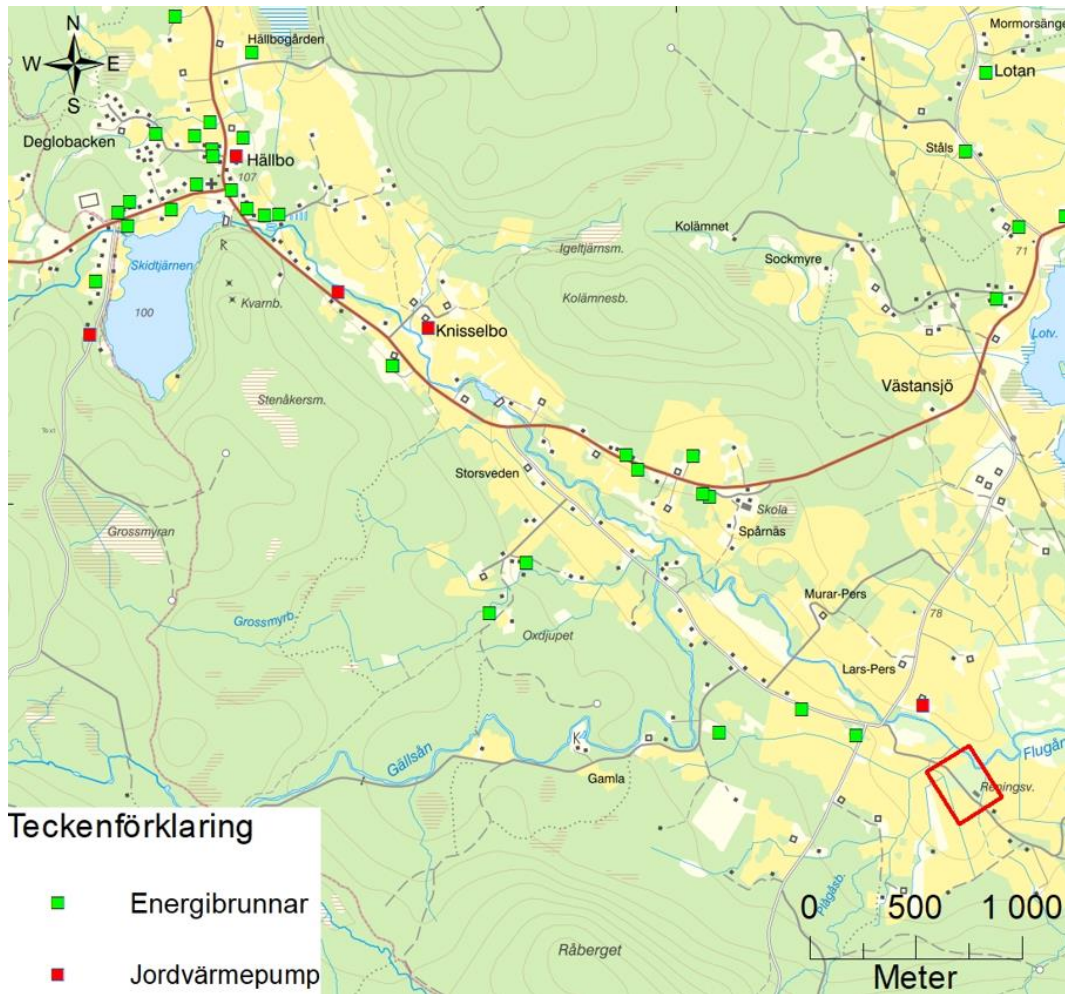 N
W E
S
Hällbogården
Mormorsänge
Lotan
Deglobacken
Hällbo
107
Ståls
Kolämnet
Igeltjärnsm.
Sockmyre
71
Skidtjärnen
R
Kvarnb.
Kolämnesb.
100
Knisselbo
Lotv.
Västansjö
Stenåkersm.
Text
Storsveden
Skola
Grossmyran
Spårnäs
Murar-Pers
Grossmyrb.
78
Oxdjupet
Lars-Pers
K
Gällsån
Flugån
Gamla
Reningsv.
Teckenförklaring
Energibrunnar
Jordvärmepump
Plågåsb.
Råberget
0 500 1 000
Meter